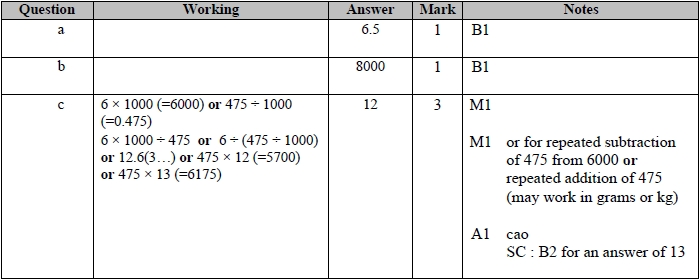 Question Working Answer Mark Notes
a 6.5 1 B1
b 8000 1 B1
c 6 × 1000 (=6000) or 475 ÷ 1000 12 3 M1
(=0.475)
6 × 1000 ÷ 475 or 6 ÷ (475 ÷ 1000) M1 or for repeated subtraction
or 12.6(3…) or 475 × 12 (=5700) of 475 from 6000 or
or 475 × 13 (=6175) repeated addition of 475
(may work in grams or kg)
A1 cao
SC : B2 for an answer of 13